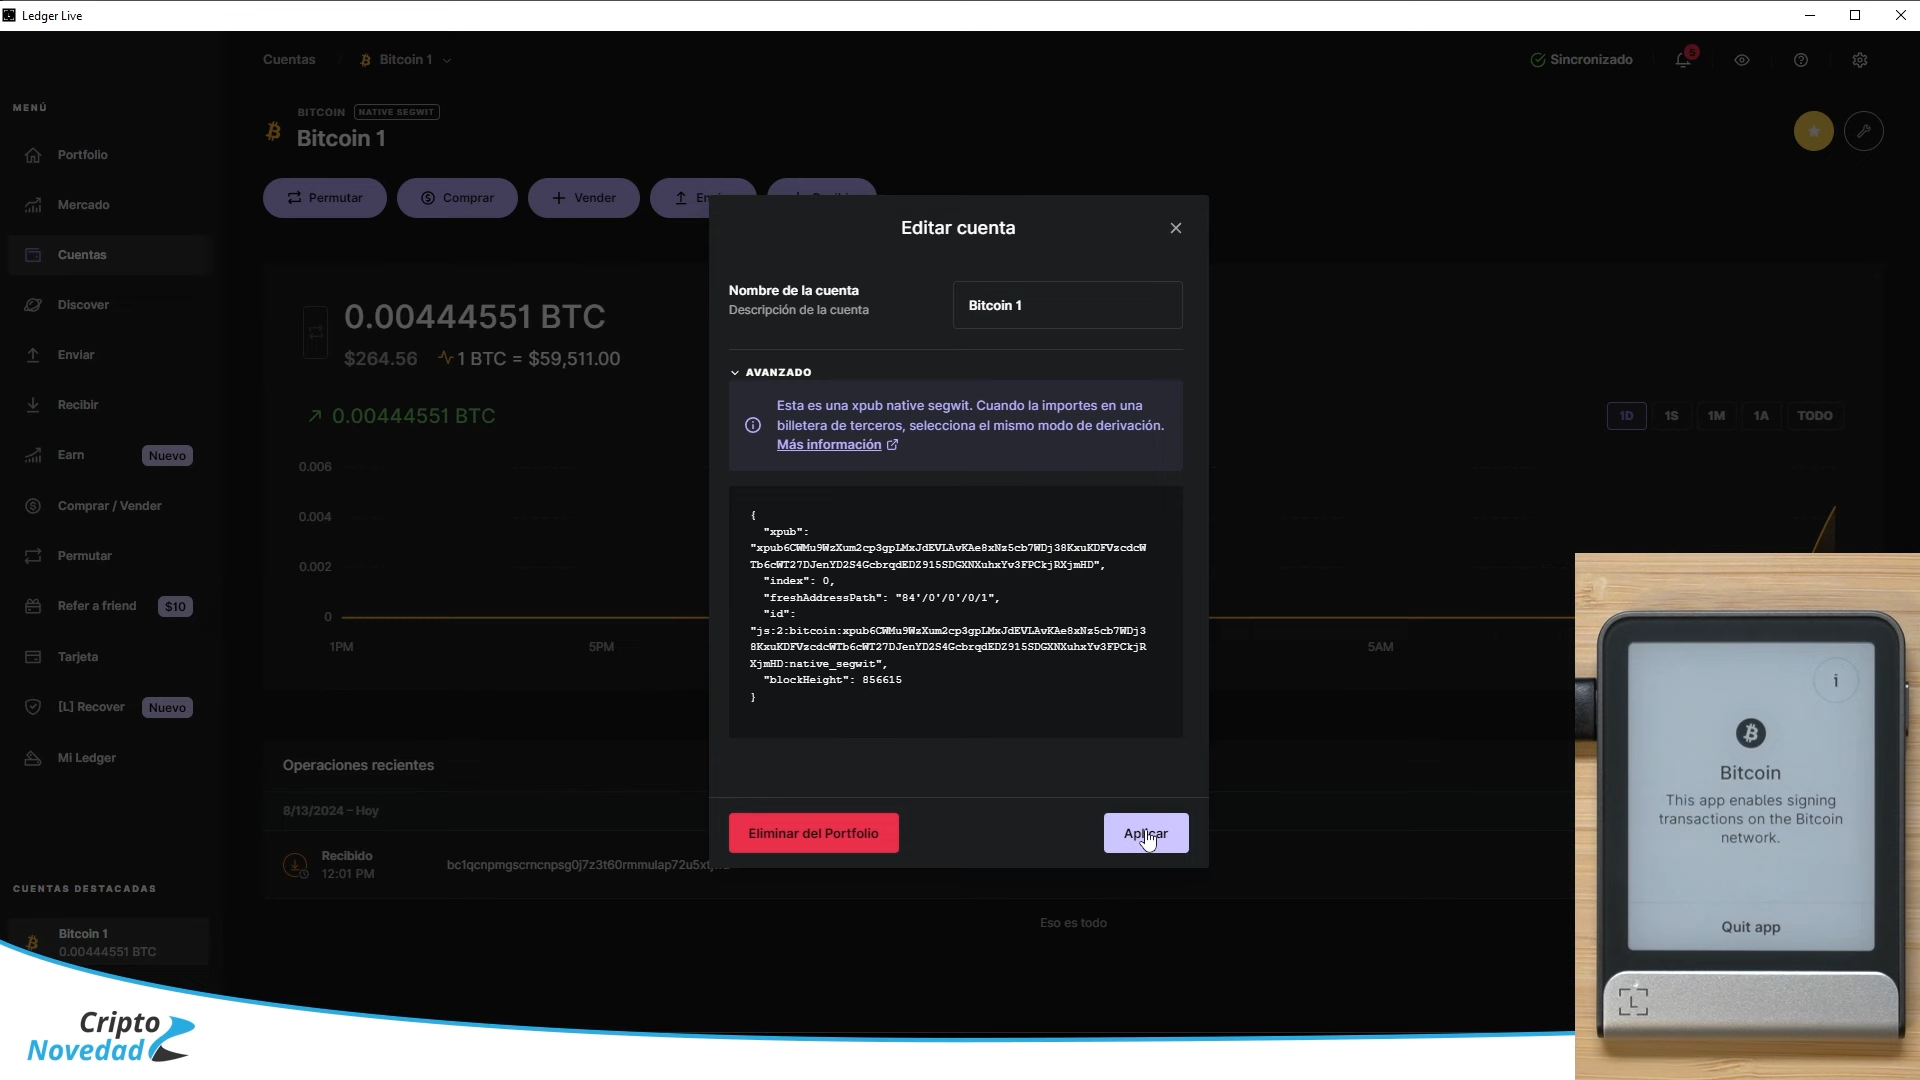 Ledger Live
MENÚ
Portfolio
Mercado
Cuentas
Discover
Enviar
Recibir
Earn Nuevo
Comprar / Vender
Permutar
Refer a friend $10
Tarjeta
[L] Recover Nuevo
Mi Ledger
CUENTAS DESTACADAS
Bitcoin 1
0.00444551 BTC
Cripto
Novedad
Cuentas / Bitcoin 1
Sincronizado
5
BITCOIN NATIVE SEGWIT
Bitcoin 1
Permutar
Comprar
Vender
0.00444551 BTC
$264.56 1 BTC = $59,511.00
0.00444551 BTC
1D 1S 1M 1A TODO
0.006
0.004
0.002
0
1PM 5PM 5AM
Operaciones recientes
8/13/2024 – Hoy
Recibido
12:01 PM
Eso es todo
Editar cuenta
Nombre de la cuenta
Descripción de la cuenta
Bitcoin 1
AVANZADO
Esta es una xpub native segwit. Cuando la importes en una
billetera de terceros, selecciona el mismo modo de derivación.
Más información
{
"xpub":
"xpub6CWMu9WzXum2cp3gpLMxJdEVLAvKAe8xNz5cb7WDj38KxuKDFVzcdcW
Tb6cWT27DJenYD2S4GcbrqdEDZ915SDGXNXuhxYv3FPCkjRXjmHD",
"index": 0,
"freshAddressPath": "84'/0'/0'/0/1",
"id":
"js:2:bitcoin:xpub6CWMu9WzXum2cp3gpLMxJdEVLAvKAe8xNz5cb7WDj3
8KxuKDFVzcdcWTb6cWT27DJenYD2S4GcbrqdEDZ915SDGXNXuhxYv3FPCkjR
XjmHD:native_segwit",
"blockHeight": 856615
}
Eliminar del Portfolio
Aplicar
Bitcoin
This app enables signing
transactions on the Bitcoin
network.
Quit app